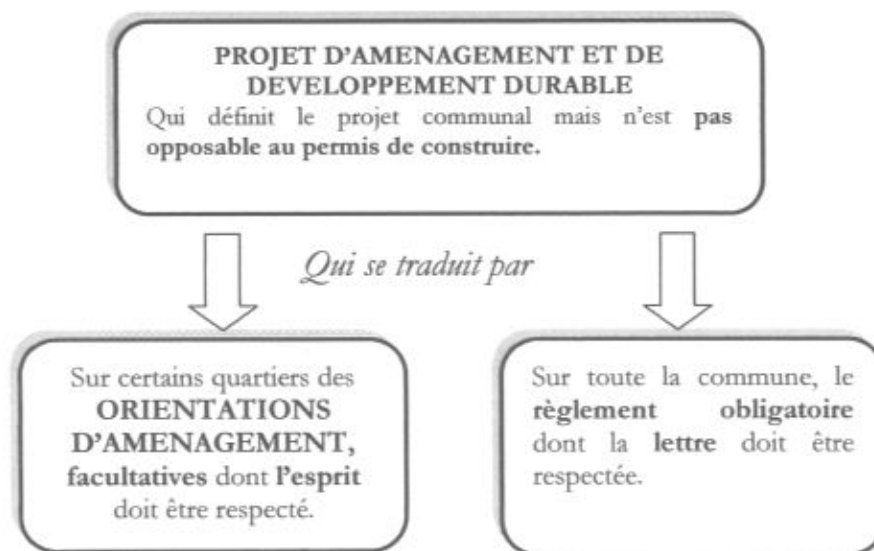 PROJET D'AMENAGEMENT ET DE
DEVELOPPEMENT DURABLE
Qui définit le projet communal mais n'est pas
opposable au permis de construire.
Qui se traduit par
Sur certains quartiers des
ORIENTATIONS
D'AMENAGEMENT,
facultatives dont l'esprit
doit être respecté.
Sur toute la commune, le
règlement obligatoire
dont la lettre doit être
respectée.